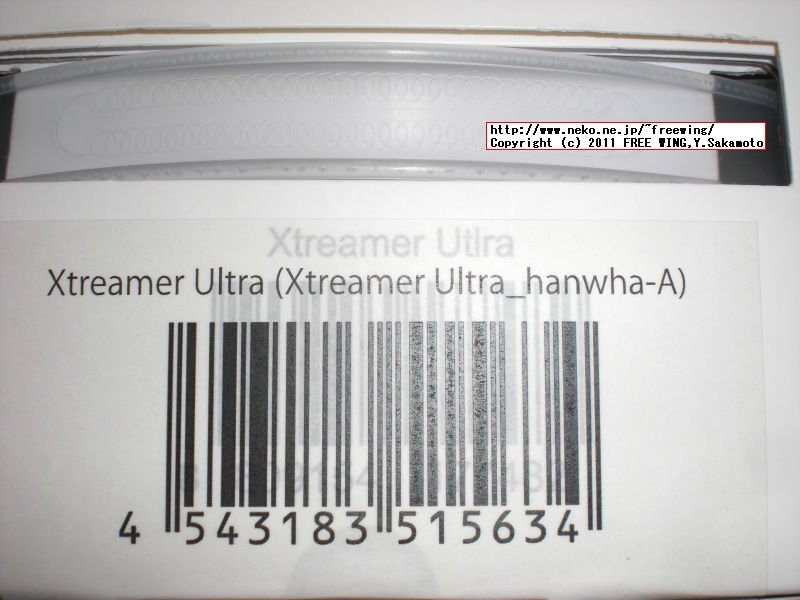 http://www.neko.ne.jp/~freewing/
Copyright (c) 2011 FREE WING,Y.Sakamoto
Xtreamer Utlra
Xtreamer Ultra (Xtreamer Ultra_hanwha-A)
4 543183 515634